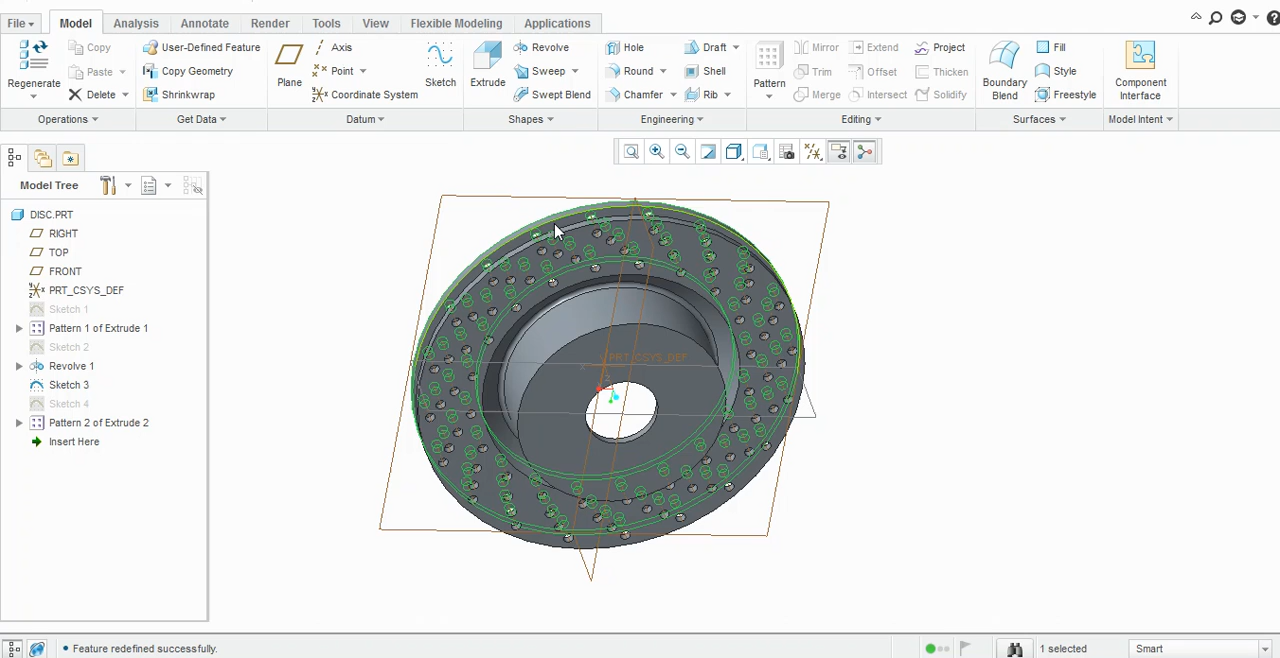 File Model Analysis Annotate Render Tools View Flexible Modeling Applications
Regenerate
Copy
Paste
Delete
User-Defined Feature
Copy Geometry
Shrinkwrap
Plane
Axis
Point
Coordinate System
Sketch
Extrude
Revolve
Sweep
Swept Blend
Hole
Round
Chamfer
Draft
Shell
Rib
Pattern
Mirror
Trim
Merge
Extend
Offset
Intersect
Project
Thicken
Solidify
Boundary
Blend
Fill
Style
Freestyle
Component
Interface
Operations Get Data Datum Shapes Engineering Editing Surfaces Model Intent
Model Tree
DISC.PRT
RIGHT
TOP
FRONT
PRT_CSYS_DEF
Sketch 1
Pattern 1 of Extrude 1
Sketch 2
Revolve 1
Sketch 3
Sketch 4
Pattern 2 of Extrude 2
Insert Here
PRT_CSYS_DEF
Feature redefined successfully.
1 selected
Smart